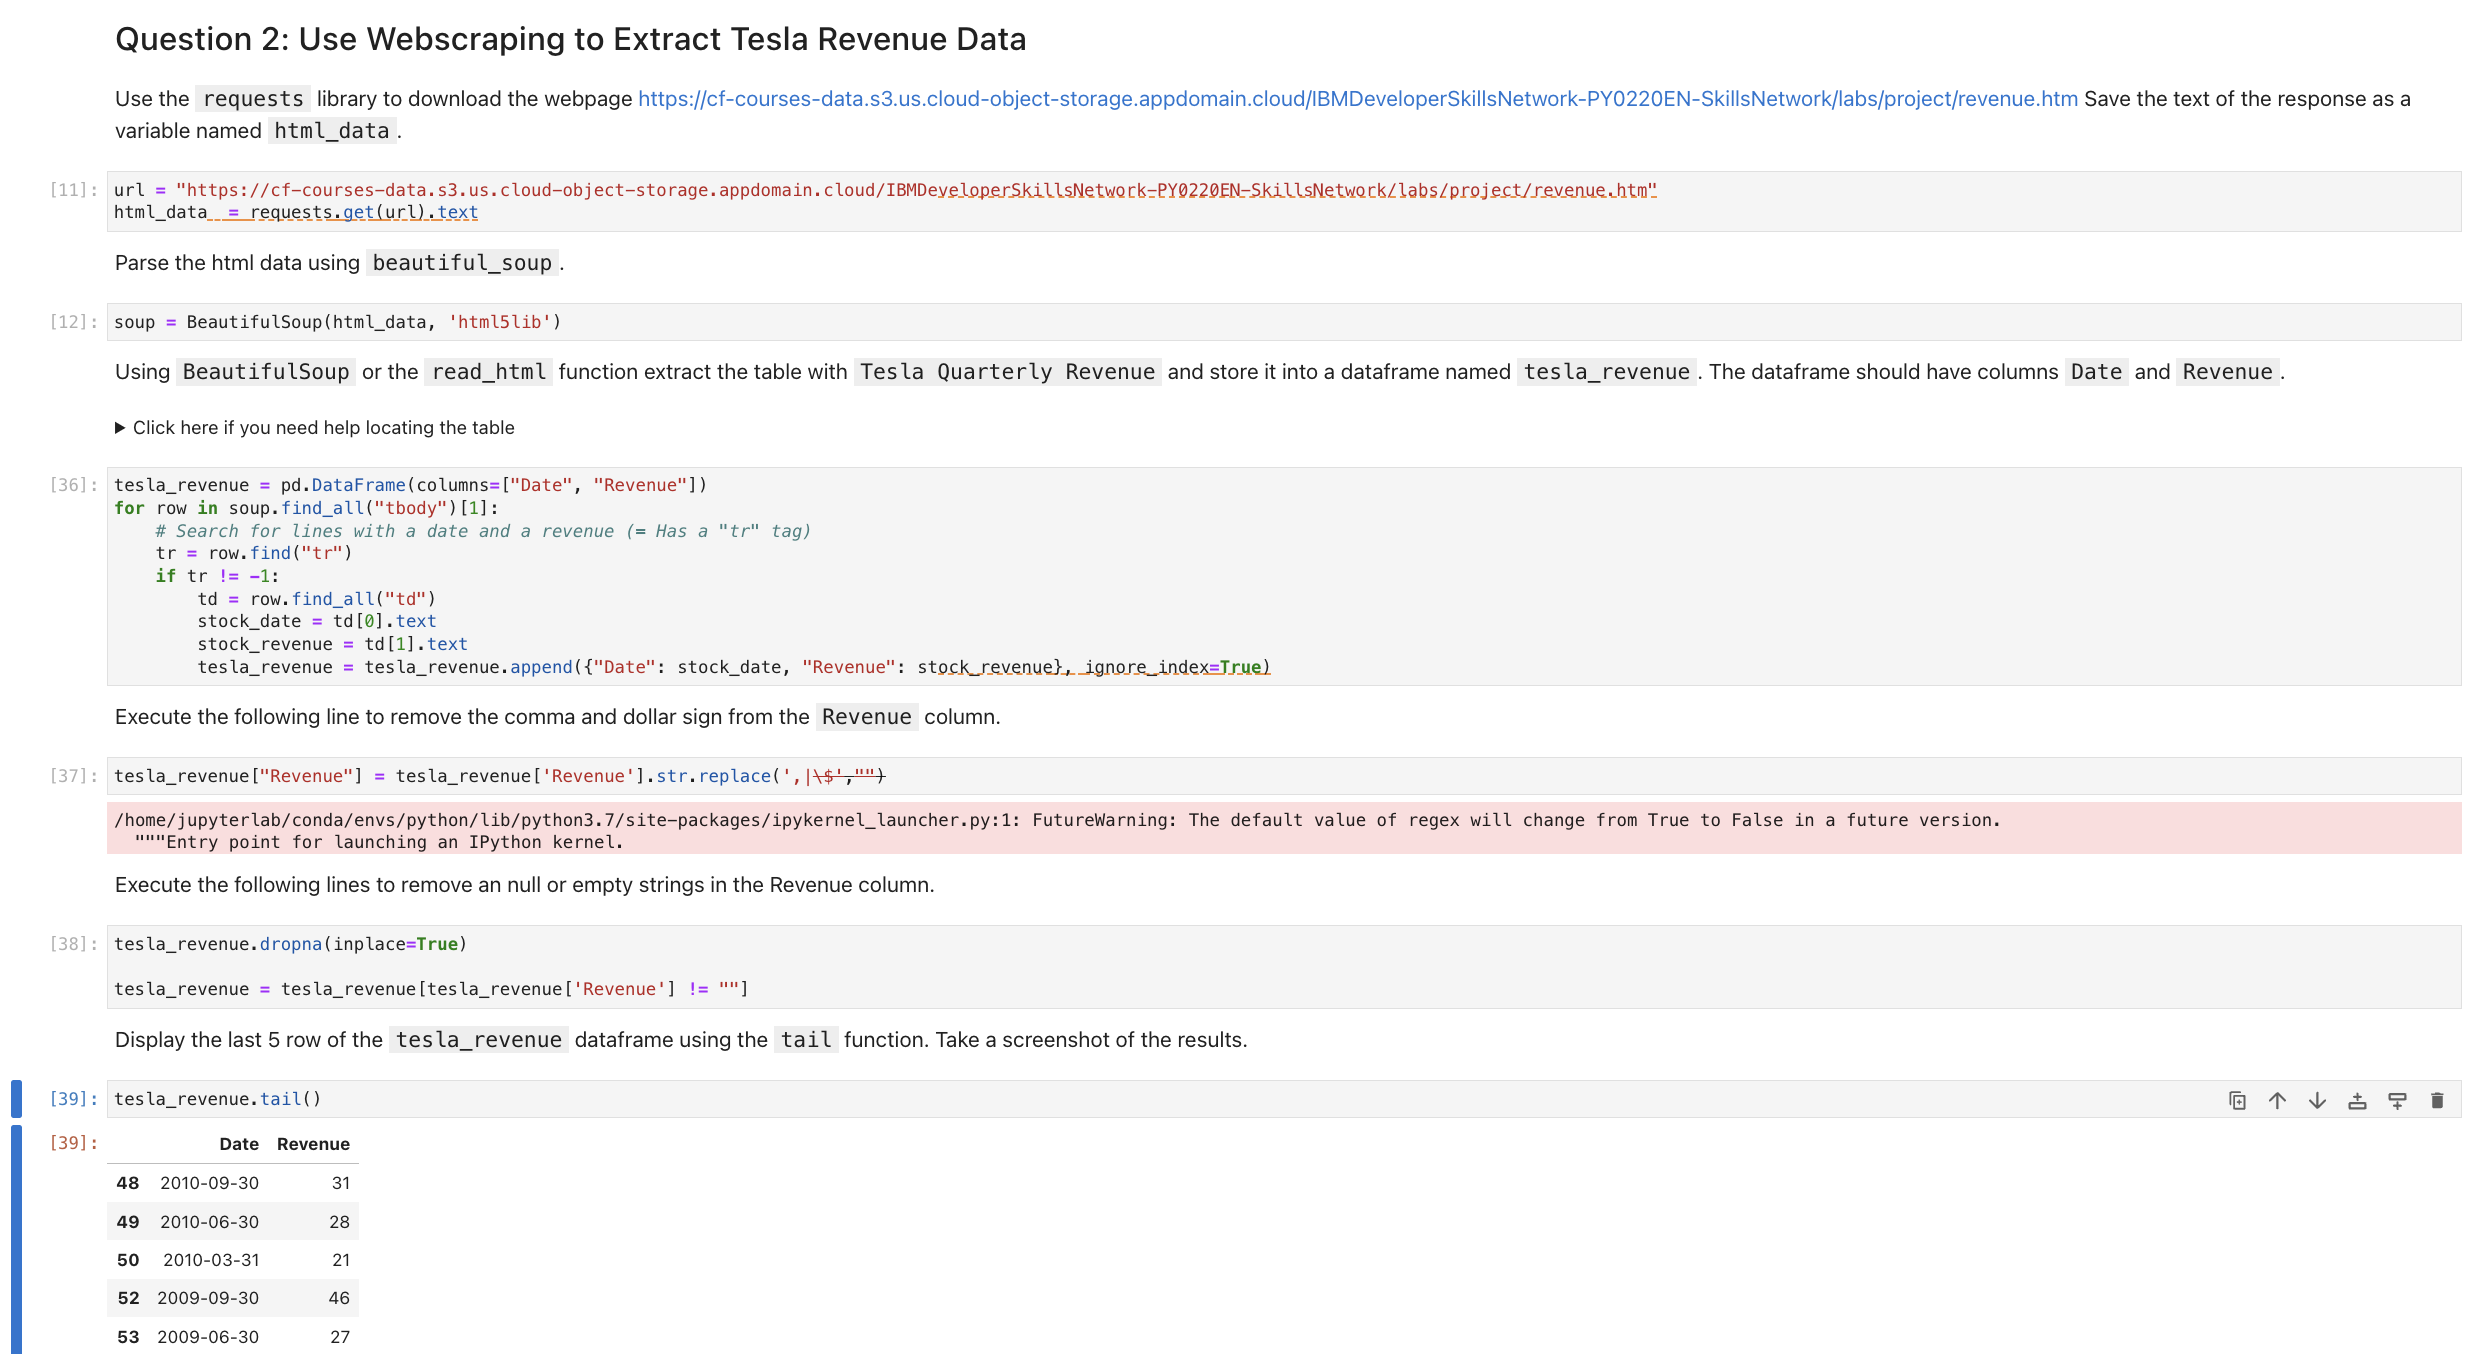 Question 2: Use Webscraping to Extract Tesla Revenue Data
Use the requests library to download the webpage https://cf-courses-data.s3.us.cloud-object-storage.appdomain.cloud/IBMDeveloperSkillsNetwork-PY0220EN-SkillsNetwork/labs/project/revenue.htm Save the text of the response as a
variable named html_data.
[11]: url = "https://cf-courses-data.s3.us.cloud-object-storage.appdomain.cloud/IBMDeveloperSkillsNetwork-PY0220EN-SkillsNetwork/labs/project/revenue.htm"
html_data  = requests.get(url).text
Parse the html data using beautiful_soup.
[12]: soup = BeautifulSoup(html_data, 'html5lib')
Using BeautifulSoup or the read_html function extract the table with Tesla Quarterly Revenue and store it into a dataframe named tesla_revenue. The dataframe should have columns Date and Revenue.
▶ Click here if you need help locating the table
[36]: tesla_revenue = pd.DataFrame(columns=["Date", "Revenue"])
for row in soup.find_all("tbody")[1]:
    # Search for lines with a date and a revenue (= Has a "tr" tag)
    tr = row.find("tr")
    if tr != -1:
        td = row.find_all("td")
        stock_date = td[0].text
        stock_revenue = td[1].text
        tesla_revenue = tesla_revenue.append({"Date": stock_date, "Revenue": stock_revenue}, ignore_index=True)
Execute the following line to remove the comma and dollar sign from the Revenue column.
[37]: tesla_revenue["Revenue"] = tesla_revenue['Revenue'].str.replace(',|\$',"")
/home/jupyterlab/conda/envs/python/lib/python3.7/site-packages/ipykernel_launcher.py:1: FutureWarning: The default value of regex will change from True to False in a future version.
  """Entry point for launching an IPython kernel.
Execute the following lines to remove an null or empty strings in the Revenue column.
[38]: tesla_revenue.dropna(inplace=True)
tesla_revenue = tesla_revenue[tesla_revenue['Revenue'] != ""]
Display the last 5 row of the tesla_revenue dataframe using the tail function. Take a screenshot of the results.
[39]: tesla_revenue.tail()
[39]: Date Revenue
48 2010-09-30 31
49 2010-06-30 28
50 2010-03-31 21
52 2009-09-30 46
53 2009-06-30 27